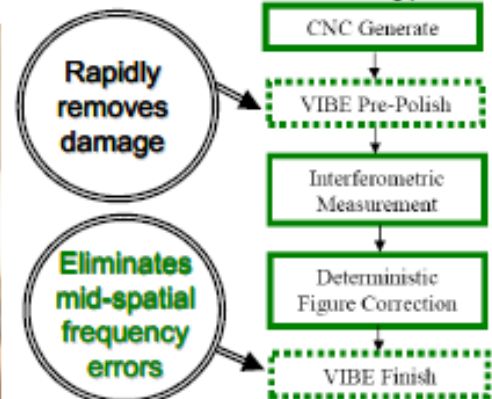 CNC Generate
Rapidly
removes
damage
VIBE Pre-Polish
Interferometric
Measurement
Eliminates
mid-spatial
frequency
errors
Deterministic
Figure Correction
VIBE Finish